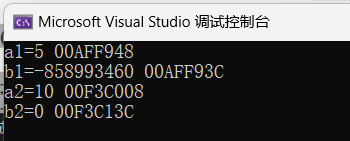 Microsoft Visual Studio 调试控制台
a1=5 00AFF948
b1=-858993460 00AFF93C
a2=10 00F3C008
b2=0 00F3C13C